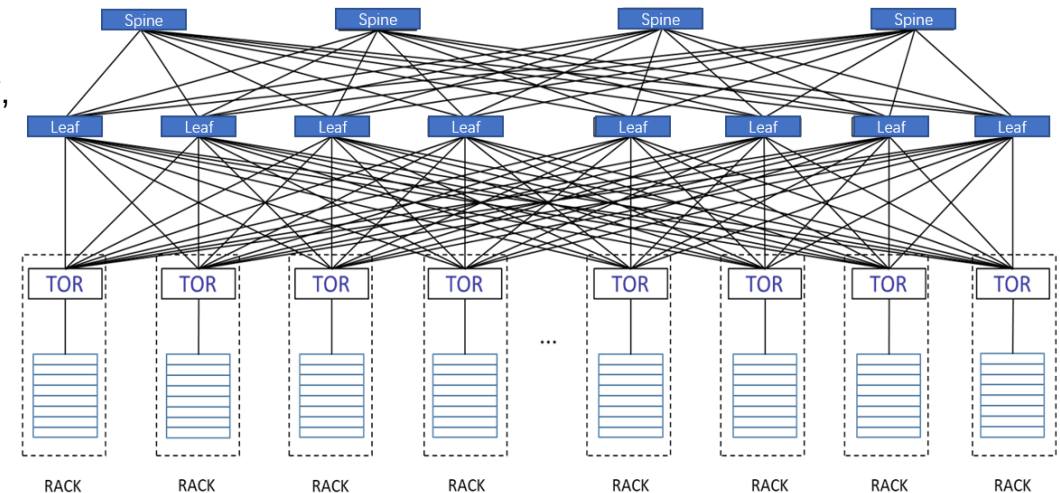 Spine Spine Spine Spine
,
Leaf Leaf Leaf Leaf Leaf Leaf Leaf Leaf
TOR TOR TOR TOR TOR TOR TOR TOR
...
RACK RACK RACK RACK RACK RACK RACK RACK